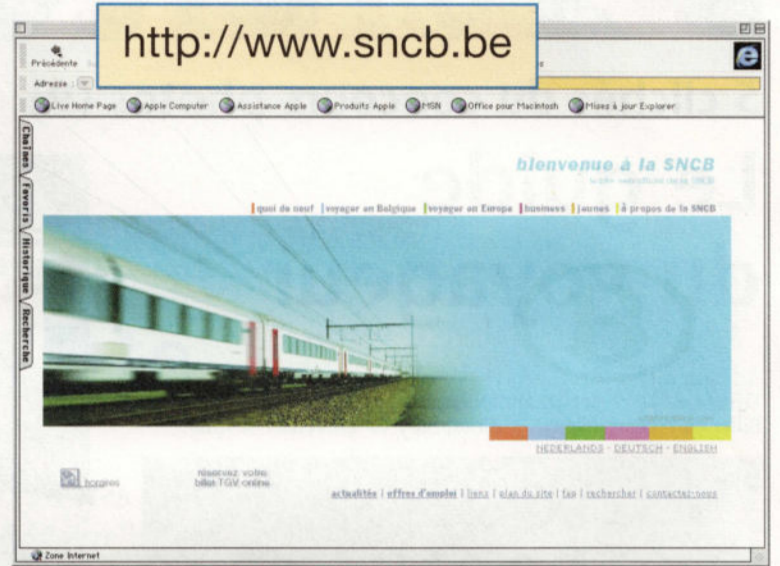 http://www.sncb.be
Précédente
Adresse :
Live Home Page Apple Computer Assistance Apple Produits Apple MSN Office pour Macintosh Mises à jour Explorer
Chaînes
Favoris
Historique
Recherche
bienvenue à la SNCB
quoi de neuf voyager en Belgique voyager en Europe business jeunes à propos de la SNCB
NEDERLANDS - DEUTSCH - ENGLISH
horaires
réservez votre
billet TGV online
actualités | offres d'emploi | liens | plan du site | faq | rechercher | contactez-nous
Zone Internet